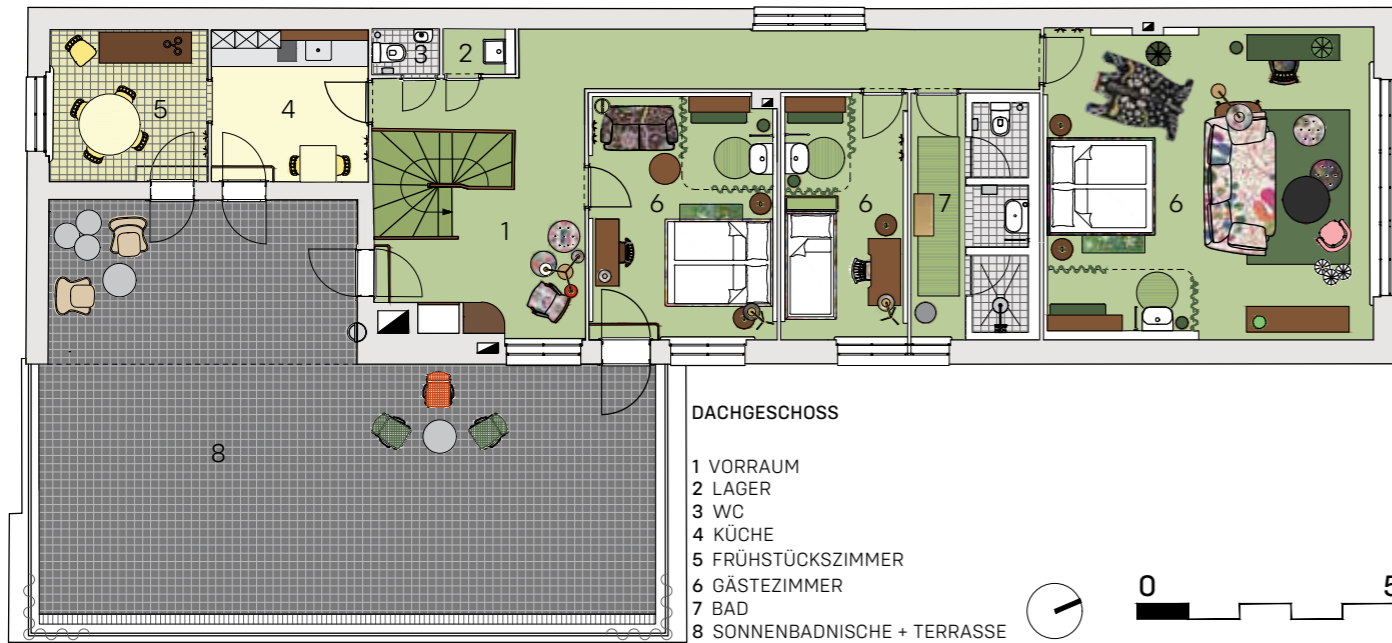 5
4
3
2
1
6
6
7
6
8
DACHGESCHOSS
1 VORRAUM
2 LAGER
3 WC
4 KÜCHE
5 FRÜHSTÜCKSZIMMER
6 GÄSTEZIMMER
7 BAD
8 SONNENBADNISCHE + TERRASSE
0 5